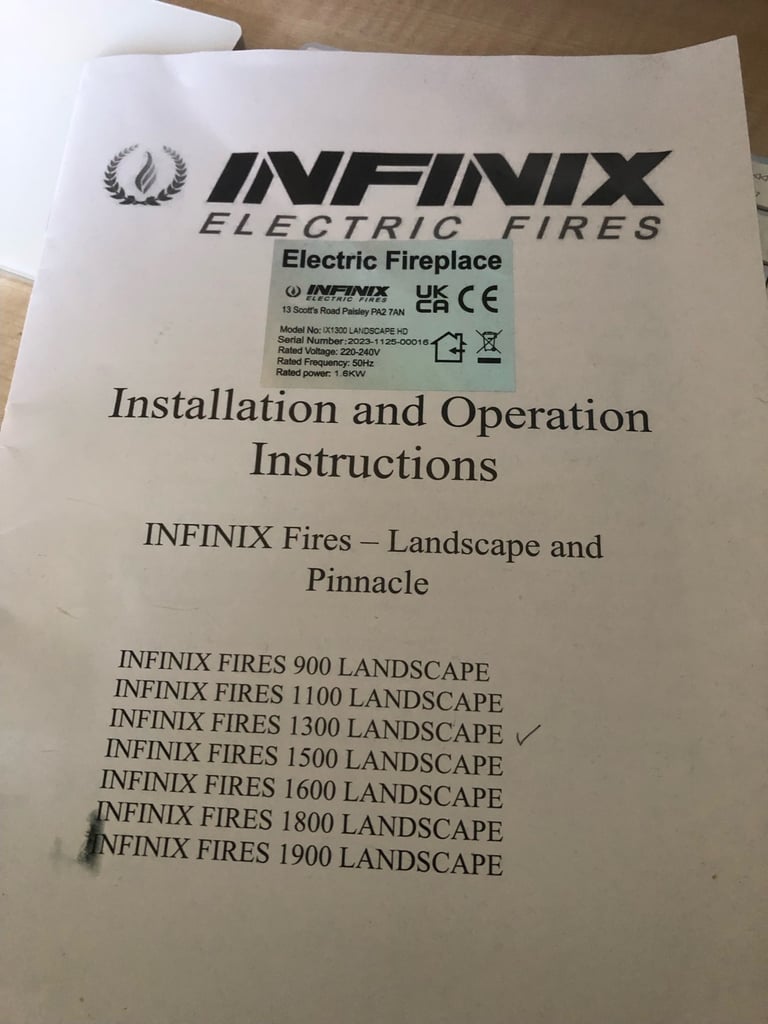 INFINIX
ELECTRIC FIRES
Electric Fireplace
INFINIX
ELECTRIC FIRES
UK
CA CE
13 Scott's Road Paisley PA2 7AN
Model No: IX1300 LANDSCAPE HD
Serial Number: 2023-1125-00016
Rated Voltage: 220-240V
Rated Frequency: 50Hz
Rated power: 1.6KW
Installation and Operation
Instructions
INFINIX Fires – Landscape and
Pinnacle
INFINIX FIRES 900 LANDSCAPE
INFINIX FIRES 1100 LANDSCAPE
INFINIX FIRES 1300 LANDSCAPE ✓
INFINIX FIRES 1500 LANDSCAPE
INFINIX FIRES 1600 LANDSCAPE
INFINIX FIRES 1800 LANDSCAPE
INFINIX FIRES 1900 LANDSCAPE